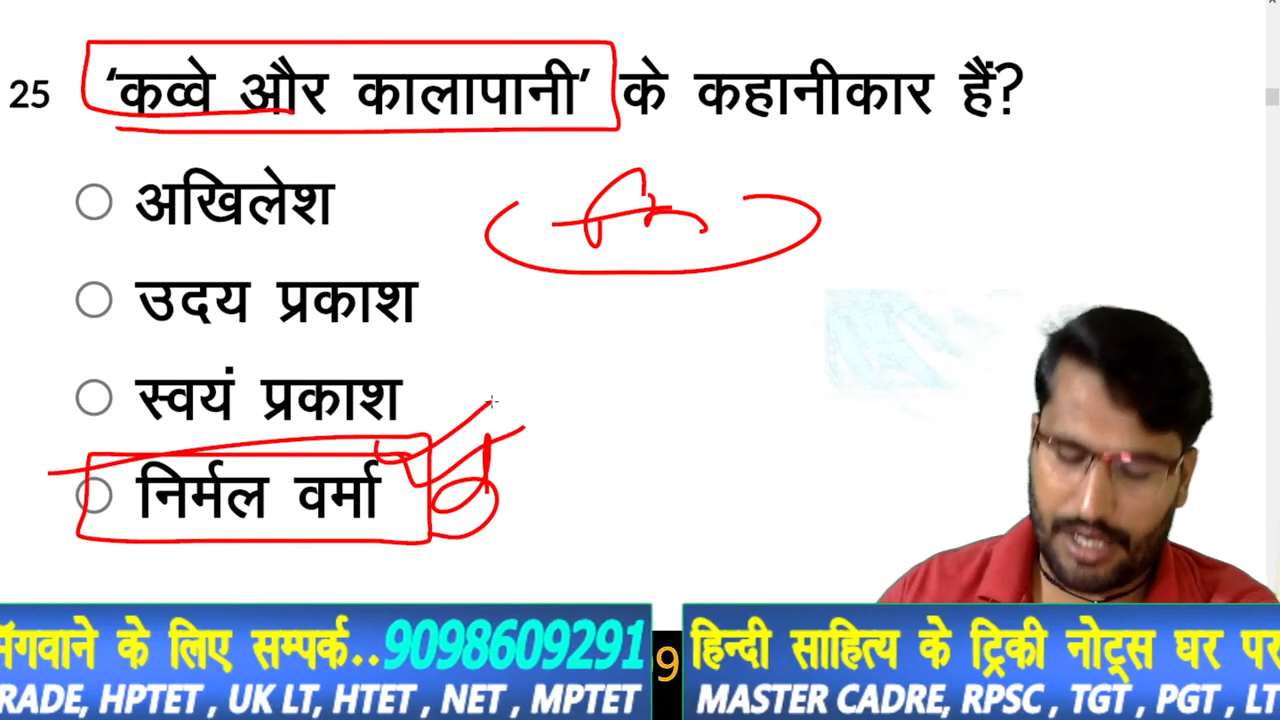 25 'कव्वे और कालापानी' के कहानीकार हैं?
अखिलेश
उदय प्रकाश
स्वयं प्रकाश
निर्मल वर्मा
मॅगवाने के लिए सम्पर्क..9098609291
RADE, HPTET , UK LT, HTET , NET , MPTET
9
हिन्दी साहित्य के ट्रिकी नोट्स घर पर
MASTER CADRE, RPSC , TGT , PGT , LT